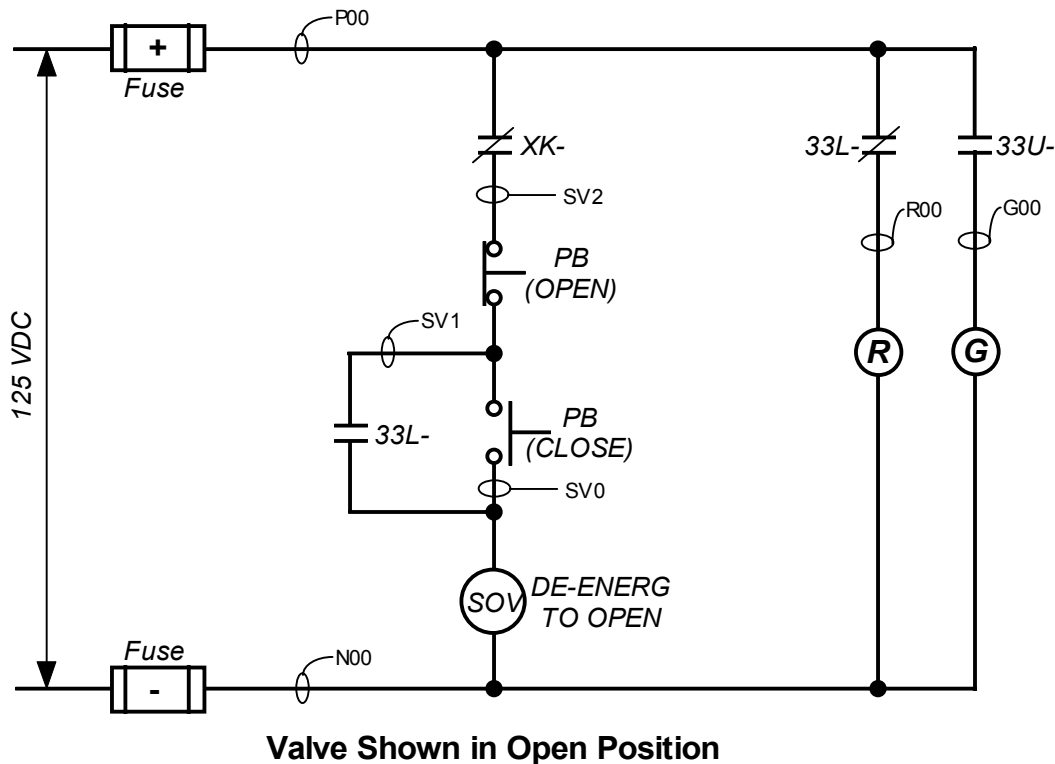 P00
+
Fuse
XK-
33L-
33U-
SV2
R00
G00
PB
(OPEN)
SV1
125 VDC
R
G
33L-
PB
(CLOSE)
SV0
SOV
DE-ENERG
TO OPEN
Fuse
-
N00
Valve Shown in Open Position